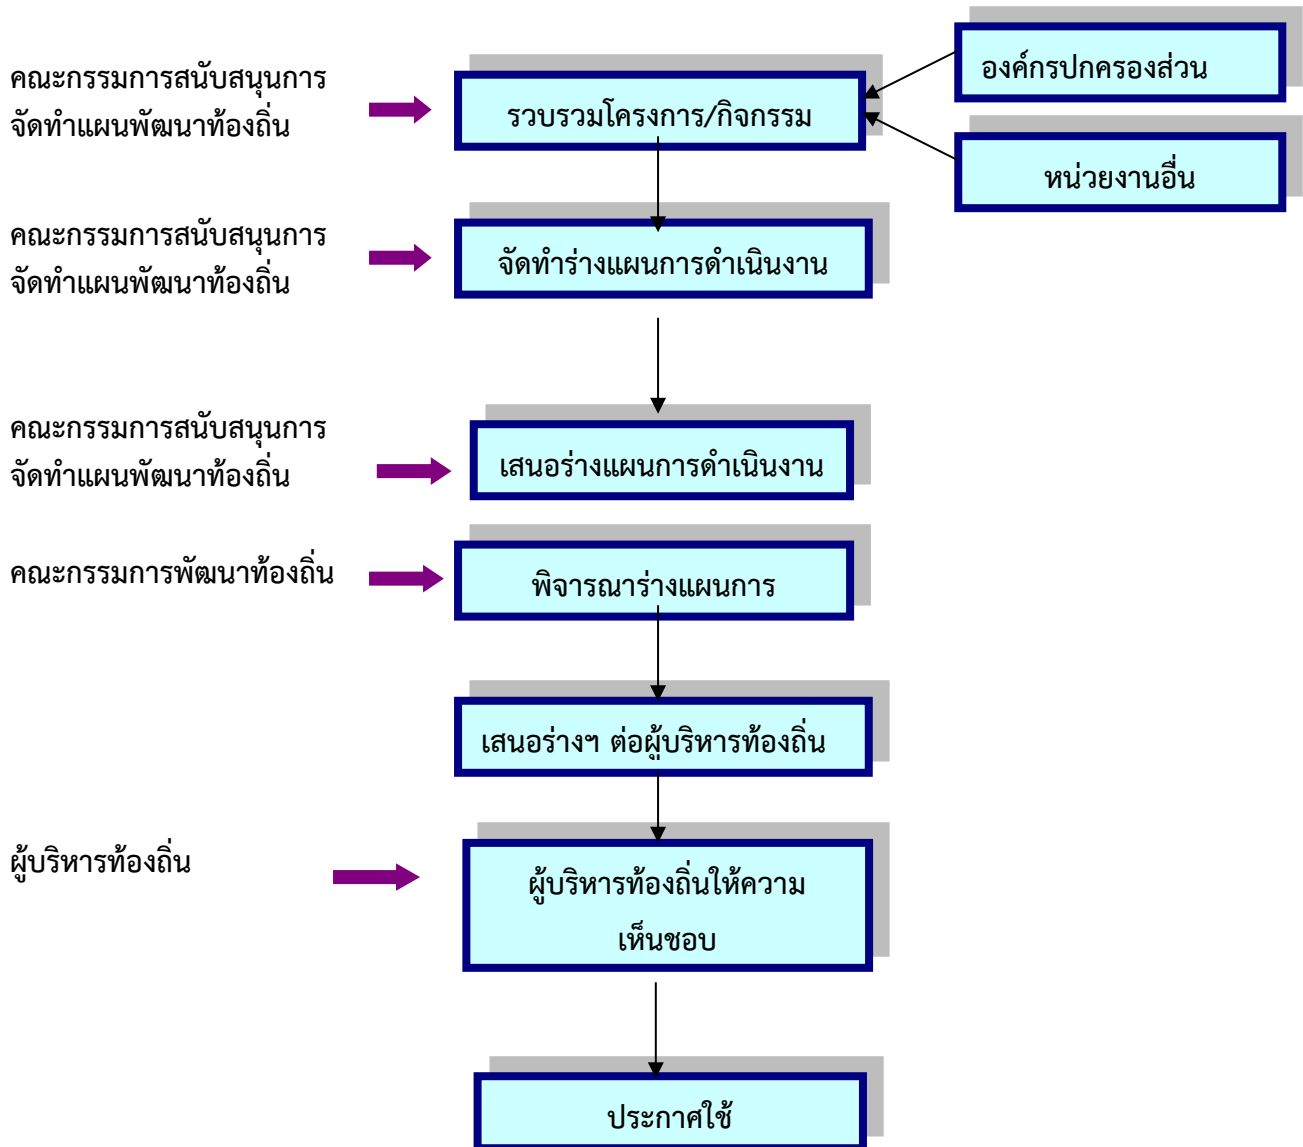 องค์กรปกครองส่วน
คณะกรรมการสนับสนุนการ
จัดทำแผนพัฒนาท้องถิ่น
รวบรวมโครงการ/กิจกรรม
หน่วยงานอื่น
คณะกรรมการสนับสนุนการ
จัดทำแผนพัฒนาท้องถิ่น
จัดทำร่างแผนการดำเนินงาน
คณะกรรมการสนับสนุนการ
จัดทำแผนพัฒนาท้องถิ่น
เสนอร่างแผนการดำเนินงาน
คณะกรรมการพัฒนาท้องถิ่น
พิจารณาร่างแผนการ
เสนอร่างฯ ต่อผู้บริหารท้องถิ่น
ผู้บริหารท้องถิ่น
ผู้บริหารท้องถิ่นให้ความ
เห็นชอบ
ประกาศใช้